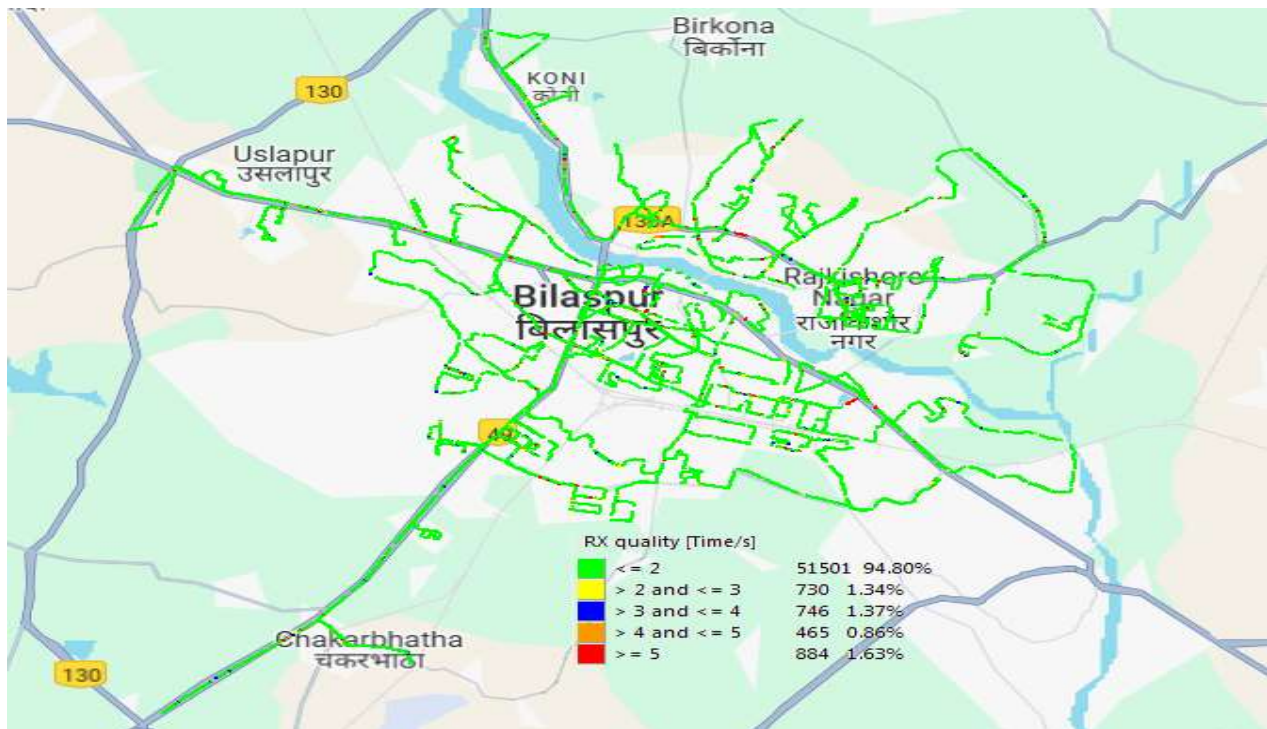 Birkona
बिर्कोना
KONI
कोनी
130
Uslapur
उसलापुर
130A
Rajkishore
Nagar
राजकिशोर
नगर
Bilaspur
बिलासपुर
49
RX quality [Time/s]
<= 2 51501 94.80%
> 2 and <= 3 730 1.34%
> 3 and <= 4 746 1.37%
> 4 and <= 5 465 0.86%
>= 5 884 1.63%
Chakarbhatha
चकरभाठा
130